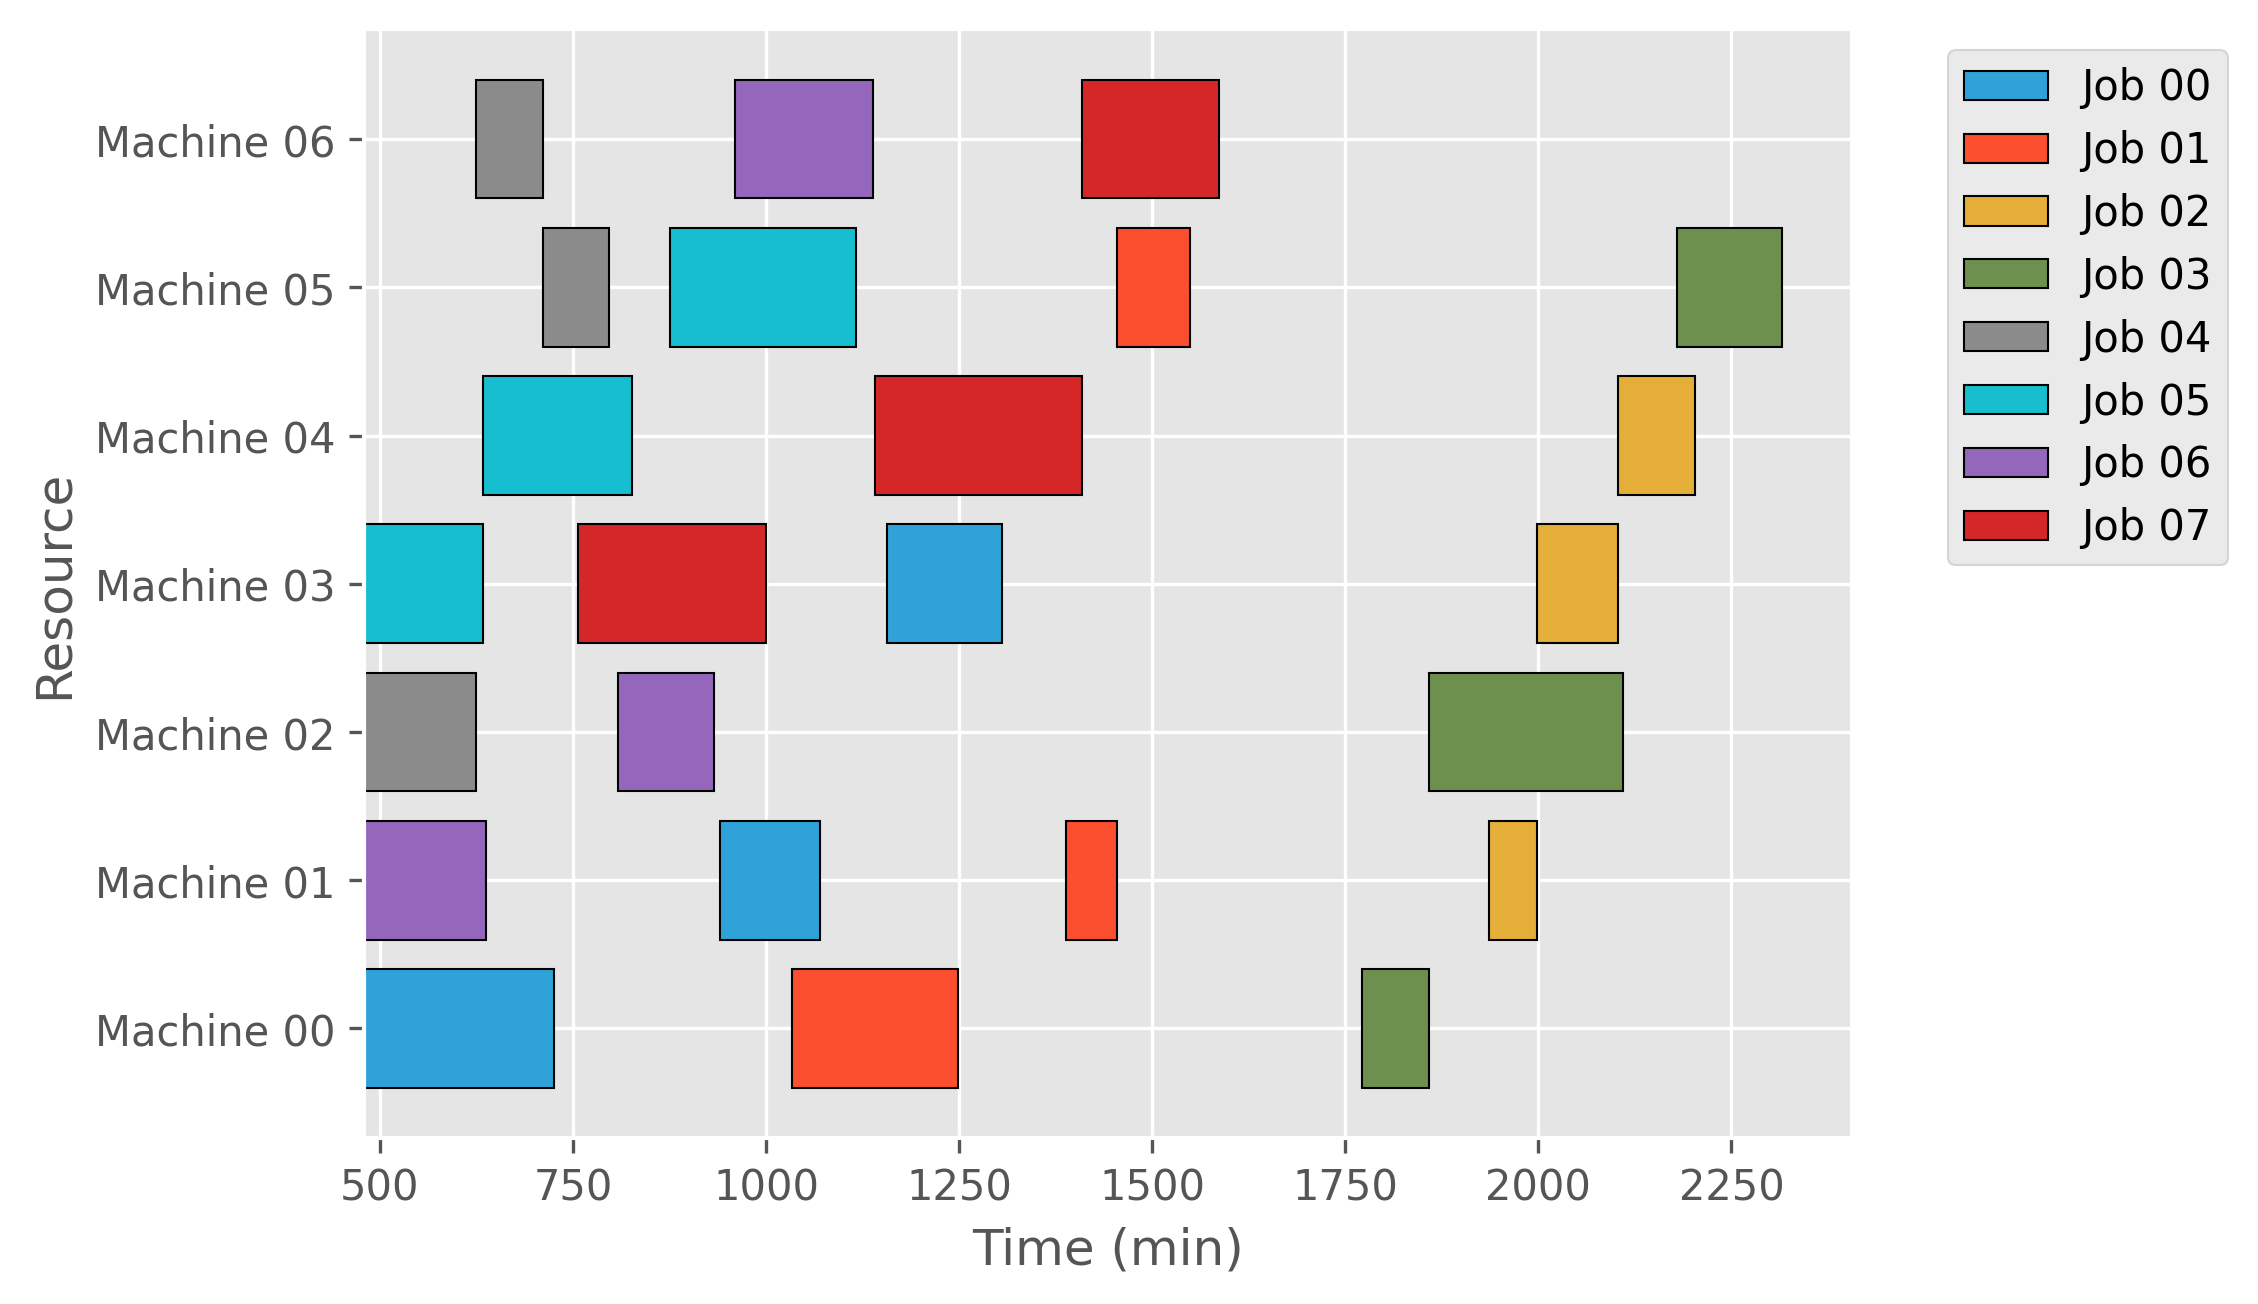 Machine 06
Machine 05
Machine 04
Machine 03
Machine 02
Machine 01
Machine 00
Resource
500 750 1000 1250 1500 1750 2000 2250
Time (min)
Job 00
Job 01
Job 02
Job 03
Job 04
Job 05
Job 06
Job 07